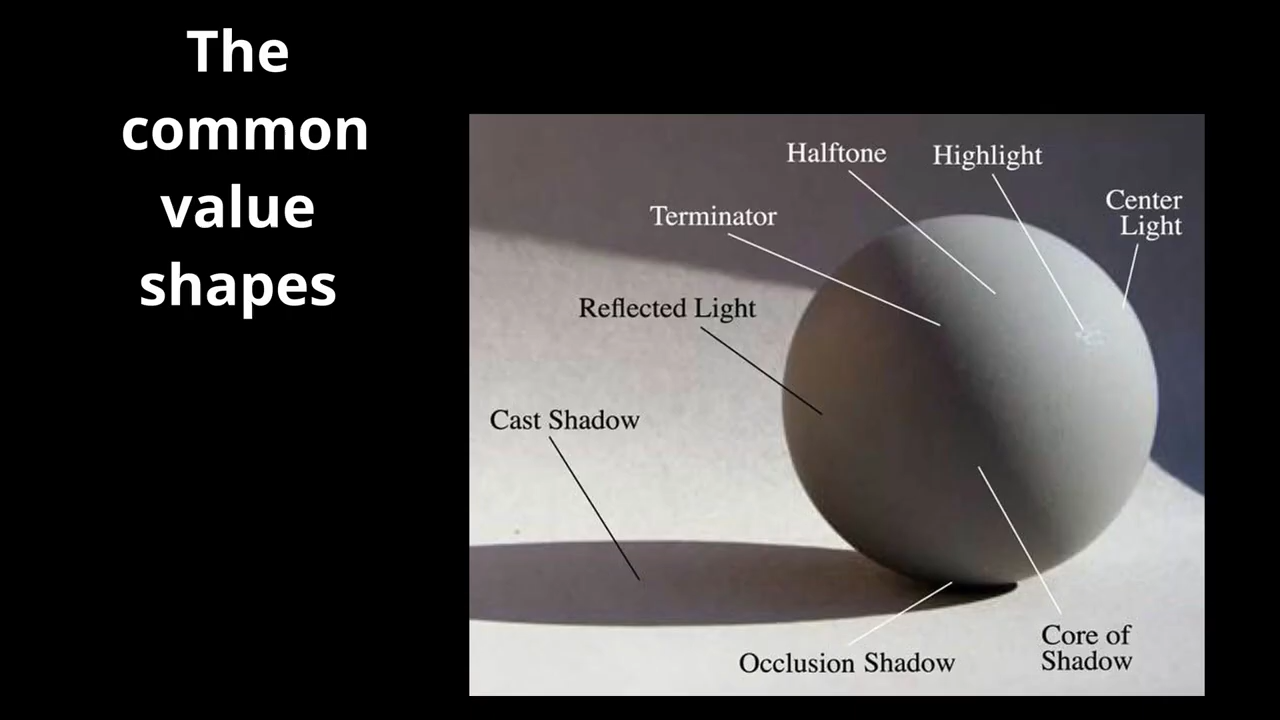 The
common
value
shapes
Halftone
Highlight
Center
Light
Terminator
Reflected Light
Cast Shadow
Core of
Shadow
Occlusion Shadow